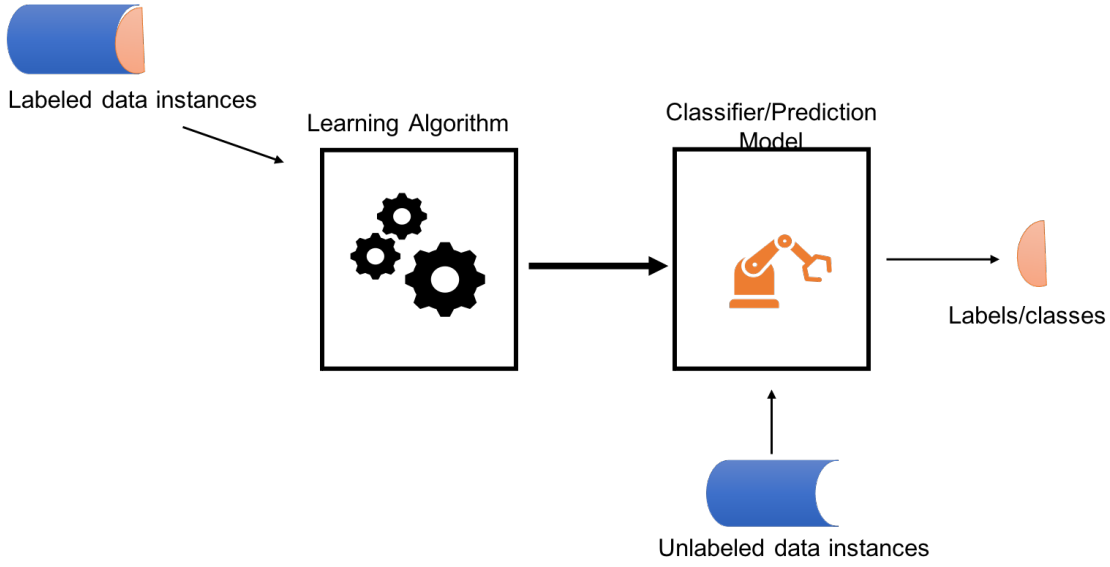 Labeled data instances
Learning Algorithm
Classifier/Prediction
Model
Labels/classes
Unlabeled data instances